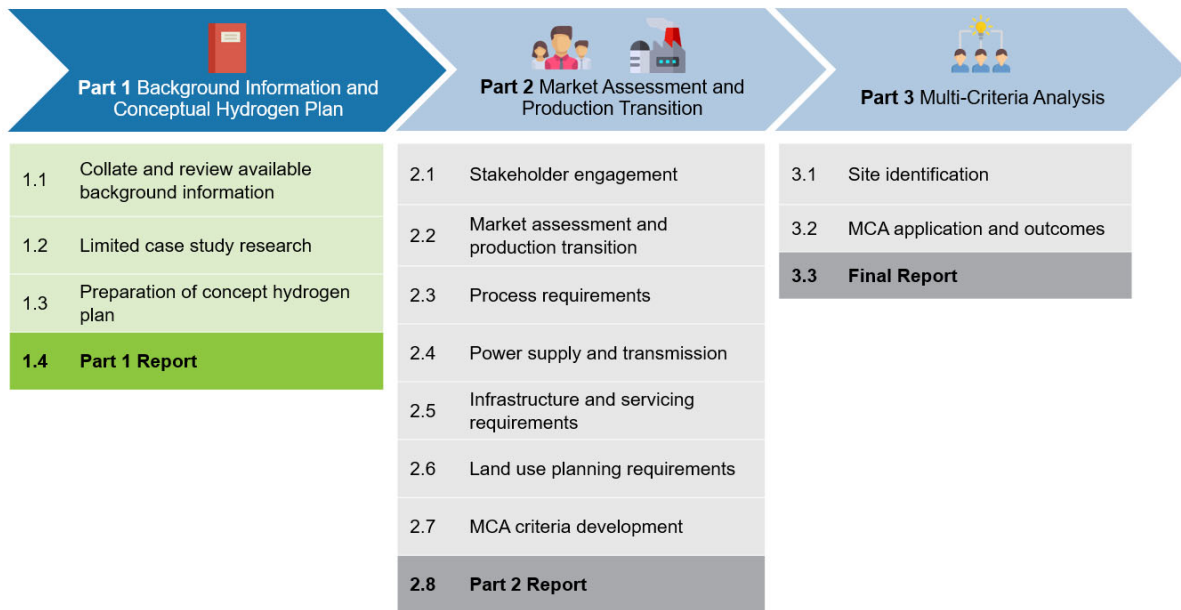 Part 1 Background Information and
Conceptual Hydrogen Plan
Part 2 Market Assessment and
Production Transition
Part 3 Multi-Criteria Analysis
1.1 Collate and review available
background information
1.2 Limited case study research
1.3 Preparation of concept hydrogen
plan
1.4 Part 1 Report
2.1 Stakeholder engagement
2.2 Market assessment and
production transition
2.3 Process requirements
2.4 Power supply and transmission
2.5 Infrastructure and servicing
requirements
2.6 Land use planning requirements
2.7 MCA criteria development
2.8 Part 2 Report
3.1 Site identification
3.2 MCA application and outcomes
3.3 Final Report